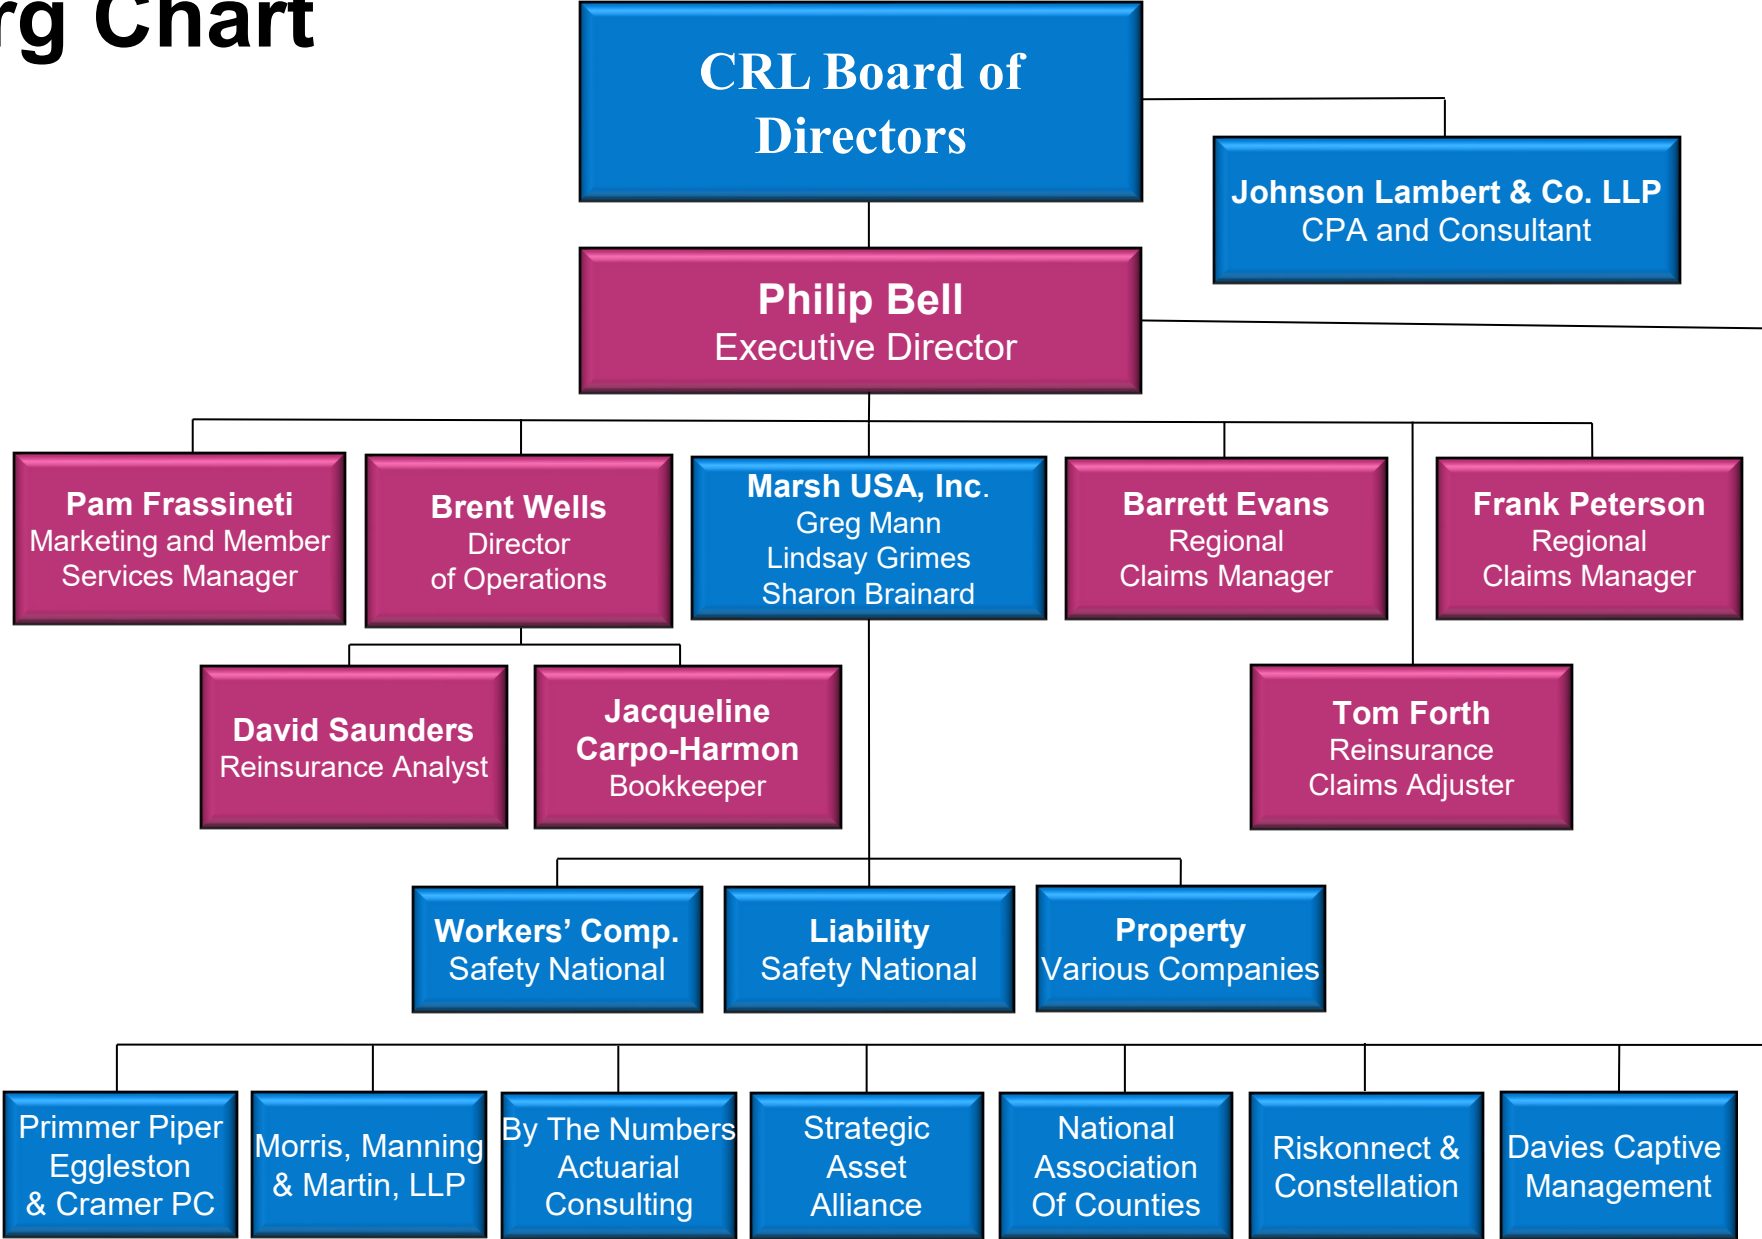 rg Chart
CRL Board of
Directors
Johnson Lambert & Co. LLP
CPA and Consultant
Philip Bell
Executive Director
Pam Frassineti
Marketing and Member
Services Manager
Brent Wells
Director
of Operations
Marsh USA, Inc.
Greg Mann
Lindsay Grimes
Sharon Brainard
Barrett Evans
Regional
Claims Manager
Frank Peterson
Regional
Claims Manager
David Saunders
Reinsurance Analyst
Jacqueline
Carpo-Harmon
Bookkeeper
Tom Forth
Reinsurance
Claims Adjuster
Workers’ Comp.
Safety National
Liability
Safety National
Property
Various Companies
Primmer Piper
Eggleston
& Cramer PC
Morris, Manning
& Martin, LLP
By The Numbers
Actuarial
Consulting
Strategic
Asset
Alliance
National
Association
Of Counties
Riskonnect &
Constellation
Davies Captive
Management